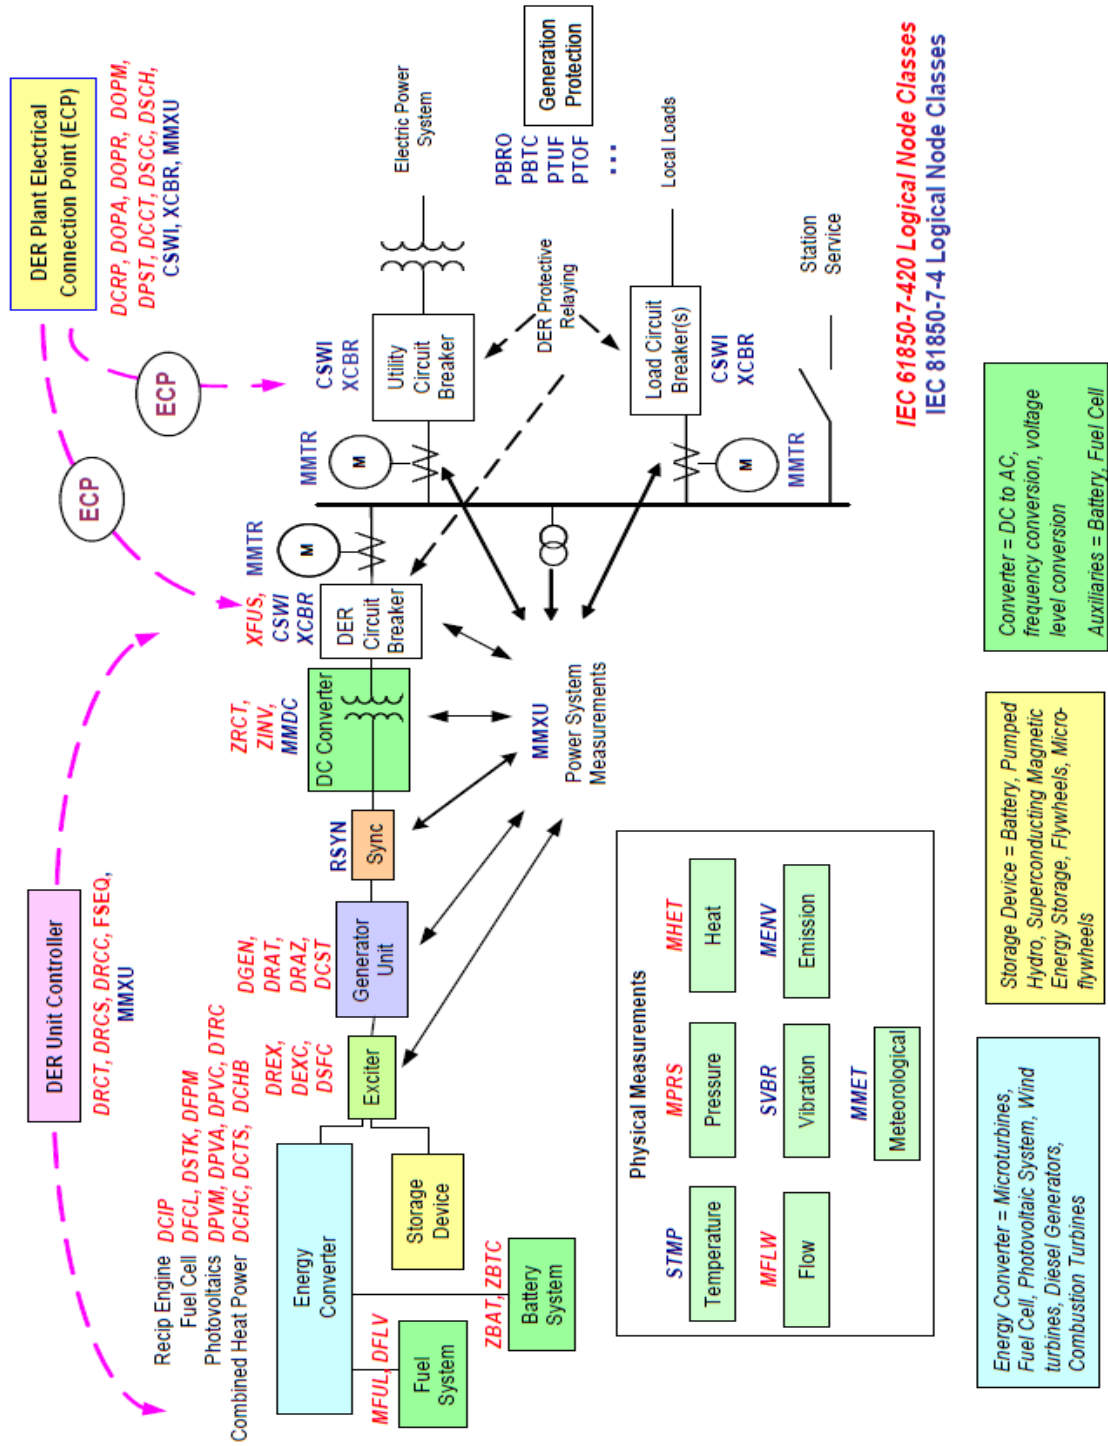 DER Unit Controller
DRCT, DRCS, DRCC, FSEQ,
MMXU
DER Plant Electrical
Connection Point (ECP)
DCRP, DOPA, DOPR, DOPM,
DPST, DCCT, DSCC, DSCH,
CSWI, XCBR, MMXU
ECP
ECP
Recip Engine DCIP
Fuel Cell DFCL, DSTK, DFPM
Photovoltaics DPVM, DPVA, DPVC, DTRC
Combined Heat Power DCHC, DCTS, DCHB
Energy
Converter
MFUL, DFLV
Fuel
System
ZBAT, ZBTC
Battery
System
Storage
Device
DREX,
DEXC,
DSFC
Exciter
DGEN,
DRAT,
DRAZ,
DCST
Generator
Unit
RSYN
Sync
ZRCT,
ZINV,
MMDC
DC Converter
XFUS,
CSWI
XCBR
DER
Circuit
Breaker
MMTR
M
MMTR
M
CSWI
XCBR
Utility
Circuit
Breaker
Electric Power
System
DER Protective
Relaying
PBRO
PBTC
PTUF
PTOF
...
Generation
Protection
Load Circuit
Breaker(s)
CSWI
XCBR
Local Loads
M
MMTR
Station
Service
MMXU
Power System
Measurements
Physical Measurements
STMP
Temperature
MPRS
Pressure
MHET
Heat
MFLW
Flow
SVBR
Vibration
MENV
Emission
MMET
Meteorological
IEC 61850-7-420 Logical Node Classes
IEC 81850-7-4 Logical Node Classes
Energy Converter = Microturbines,
Fuel Cell, Photovoltaic System, Wind
turbines, Diesel Generators,
Combustion Turbines
Storage Device = Battery, Pumped
Hydro, Superconducting Magnetic
Energy Storage, Flywheels, Micro-
flywheels
Converter = DC to AC,
frequency conversion, voltage
level conversion
Auxiliaries = Battery, Fuel Cell